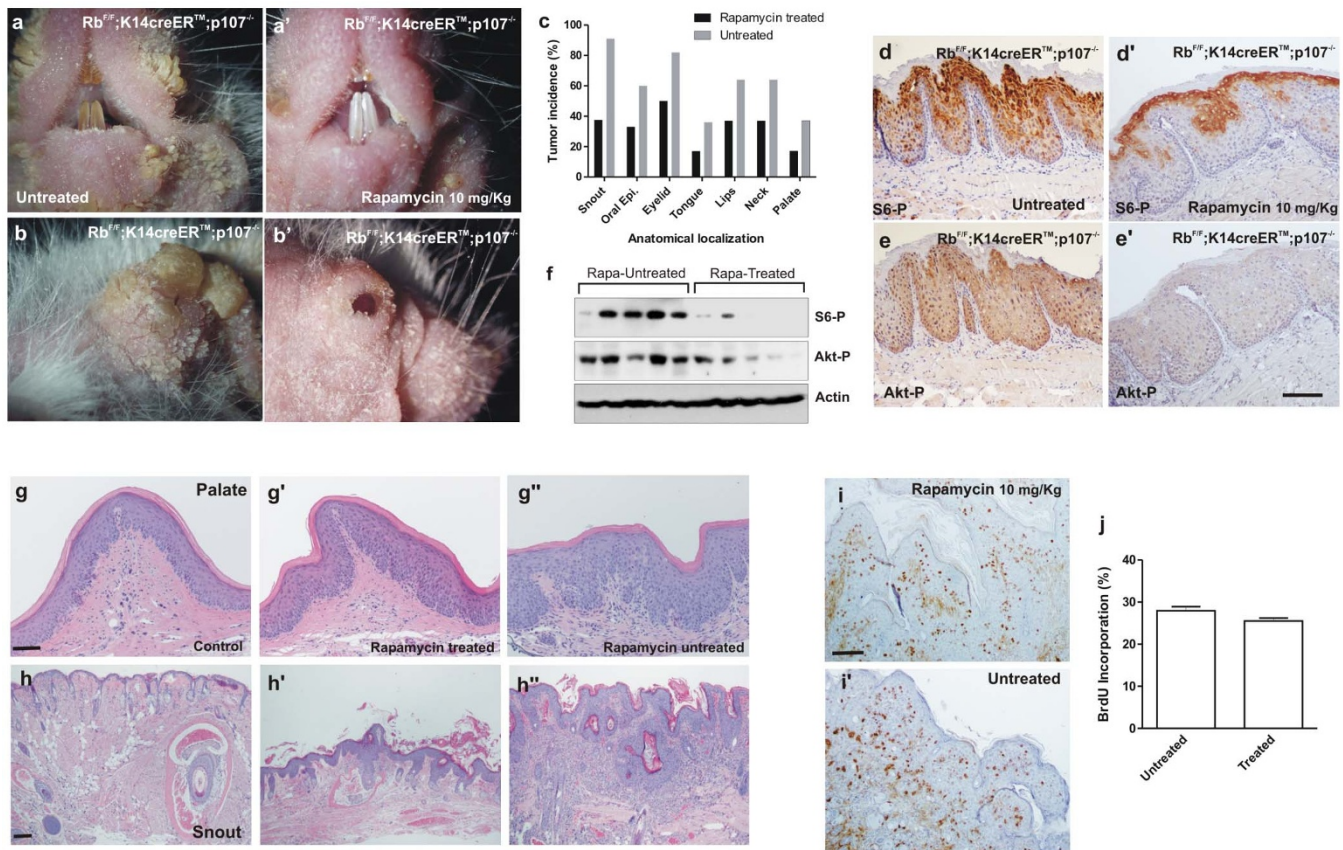 a
Rb^F/F;K14creER^TM;p107^-/-
Untreated
a'
Rb^F/F;K14creER^TM;p107^-/-
Rapamycin 10 mg/Kg
b
Rb^F/F;K14creER^TM;p107^-/-
b'
Rb^F/F;K14creER^TM;p107^-/-
c
Rapamycin treated
Untreated
Tumor incidence (%)
100
80
60
40
20
0
Snout
Oral Epi.
Eyelid
Tongue
Lips
Neck
Palate
Anatomical localization
d
Rb^F/F;K14creER^TM;p107^-/-
S6-P
Untreated
d'
Rb^F/F;K14creER^TM;p107^-/-
Rapamycin 10 mg/Kg
e
Rb^F/F;K14creER^TM;p107^-/-
Akt-P
e'
Rb^F/F;K14creER^TM;p107^-/-
f
Rapa-Untreated
Rapa-Treated
S6-P
Akt-P
Actin
g
Palate
Control
g'
Rapamycin treated
g"
Rapamycin untreated
h
Snout
h'
h"
i
Rapamycin 10 mg/Kg
i'
Untreated
j
BrdU Incorporation (%)
40
30
20
10
0
Untreated
Treated